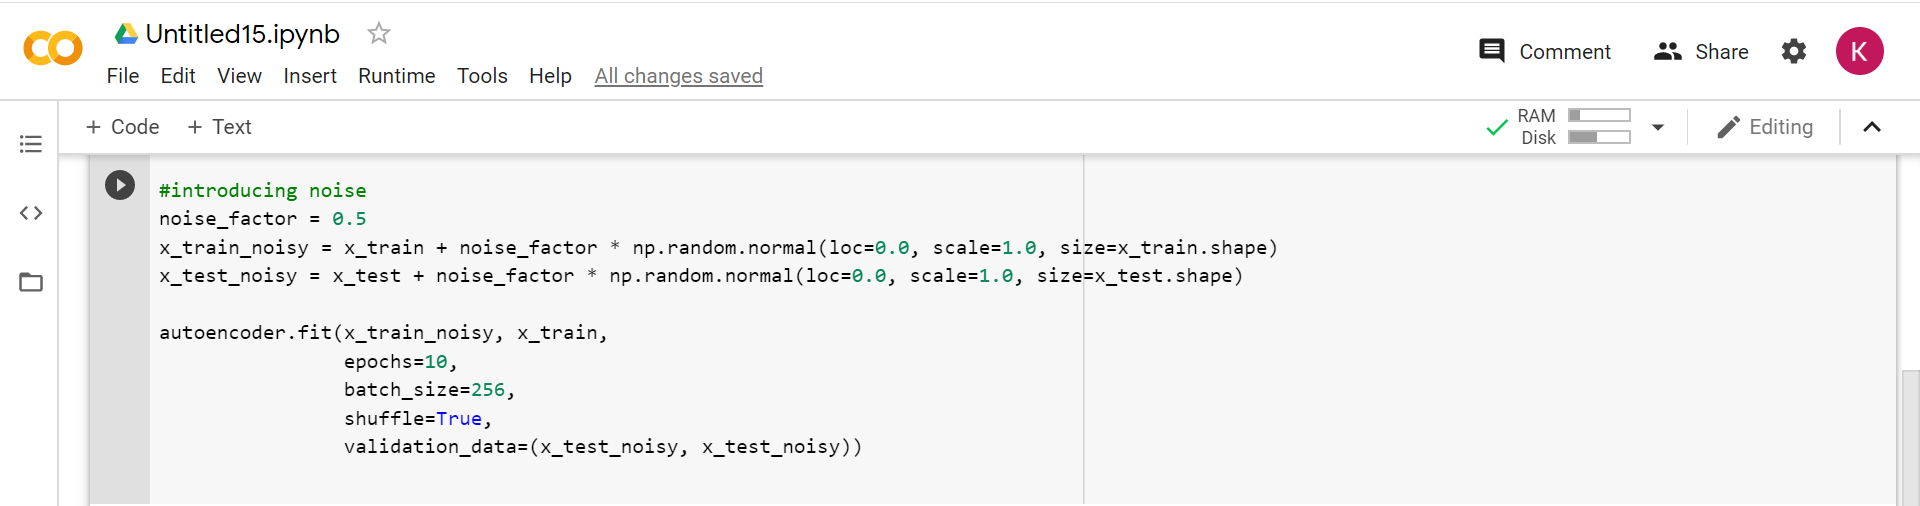 Untitled15.ipynb
File Edit View Insert Runtime Tools Help All changes saved
Comment Share K
+ Code + Text
RAM
Disk
Editing
#introducing noise
noise_factor = 0.5
x_train_noisy = x_train + noise_factor * np.random.normal(loc=0.0, scale=1.0, size=x_train.shape)
x_test_noisy = x_test + noise_factor * np.random.normal(loc=0.0, scale=1.0, size=x_test.shape)
autoencoder.fit(x_train_noisy, x_train,
epochs=10,
batch_size=256,
shuffle=True,
validation_data=(x_test_noisy, x_test_noisy))